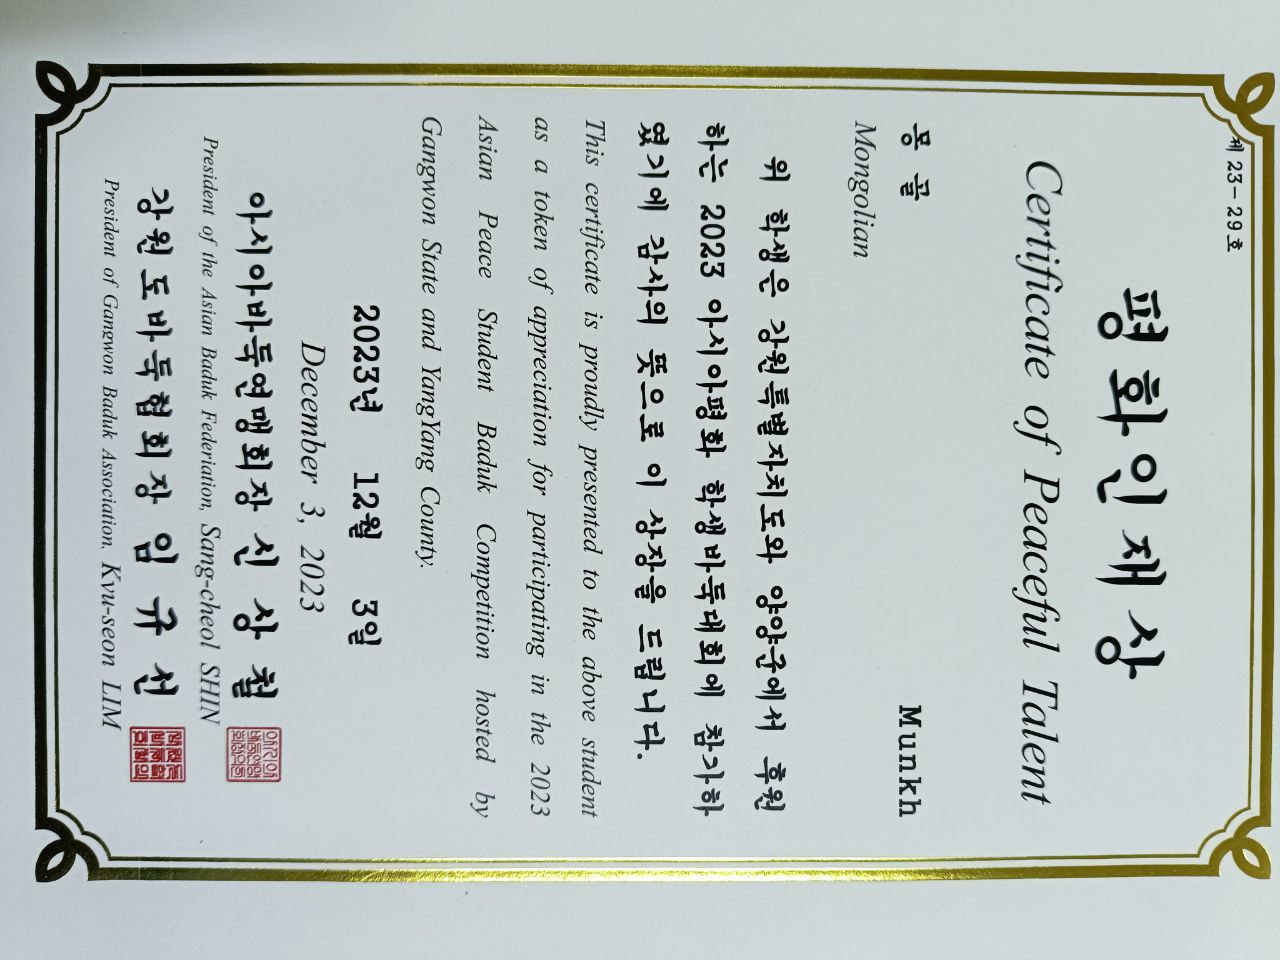 제 23-29호
평화인재상
Certificate of Peaceful Talent
몽골 Munkh
Mongolian
위 학생은 강원특별자치도와 양양군에서 후원
하는 2023 아시아평화 학생바둑대회에 참가하
였기에 감사의 뜻으로 이 상장을 드립니다.
This certificate is proudly presented to the above student
as a token of appreciation for participating in the 2023
Asian Peace Student Baduk Competition hosted by
Gangwon State and YangYang County.
2023년 12월 3일
December 3, 2023
아시아바둑연맹회장 신상철
President of the Asian Baduk Federiation, Sang-cheol SHIN
강원도바둑협회장 임규선
President of Gangwon Baduk Association, Kyu-seon LIM